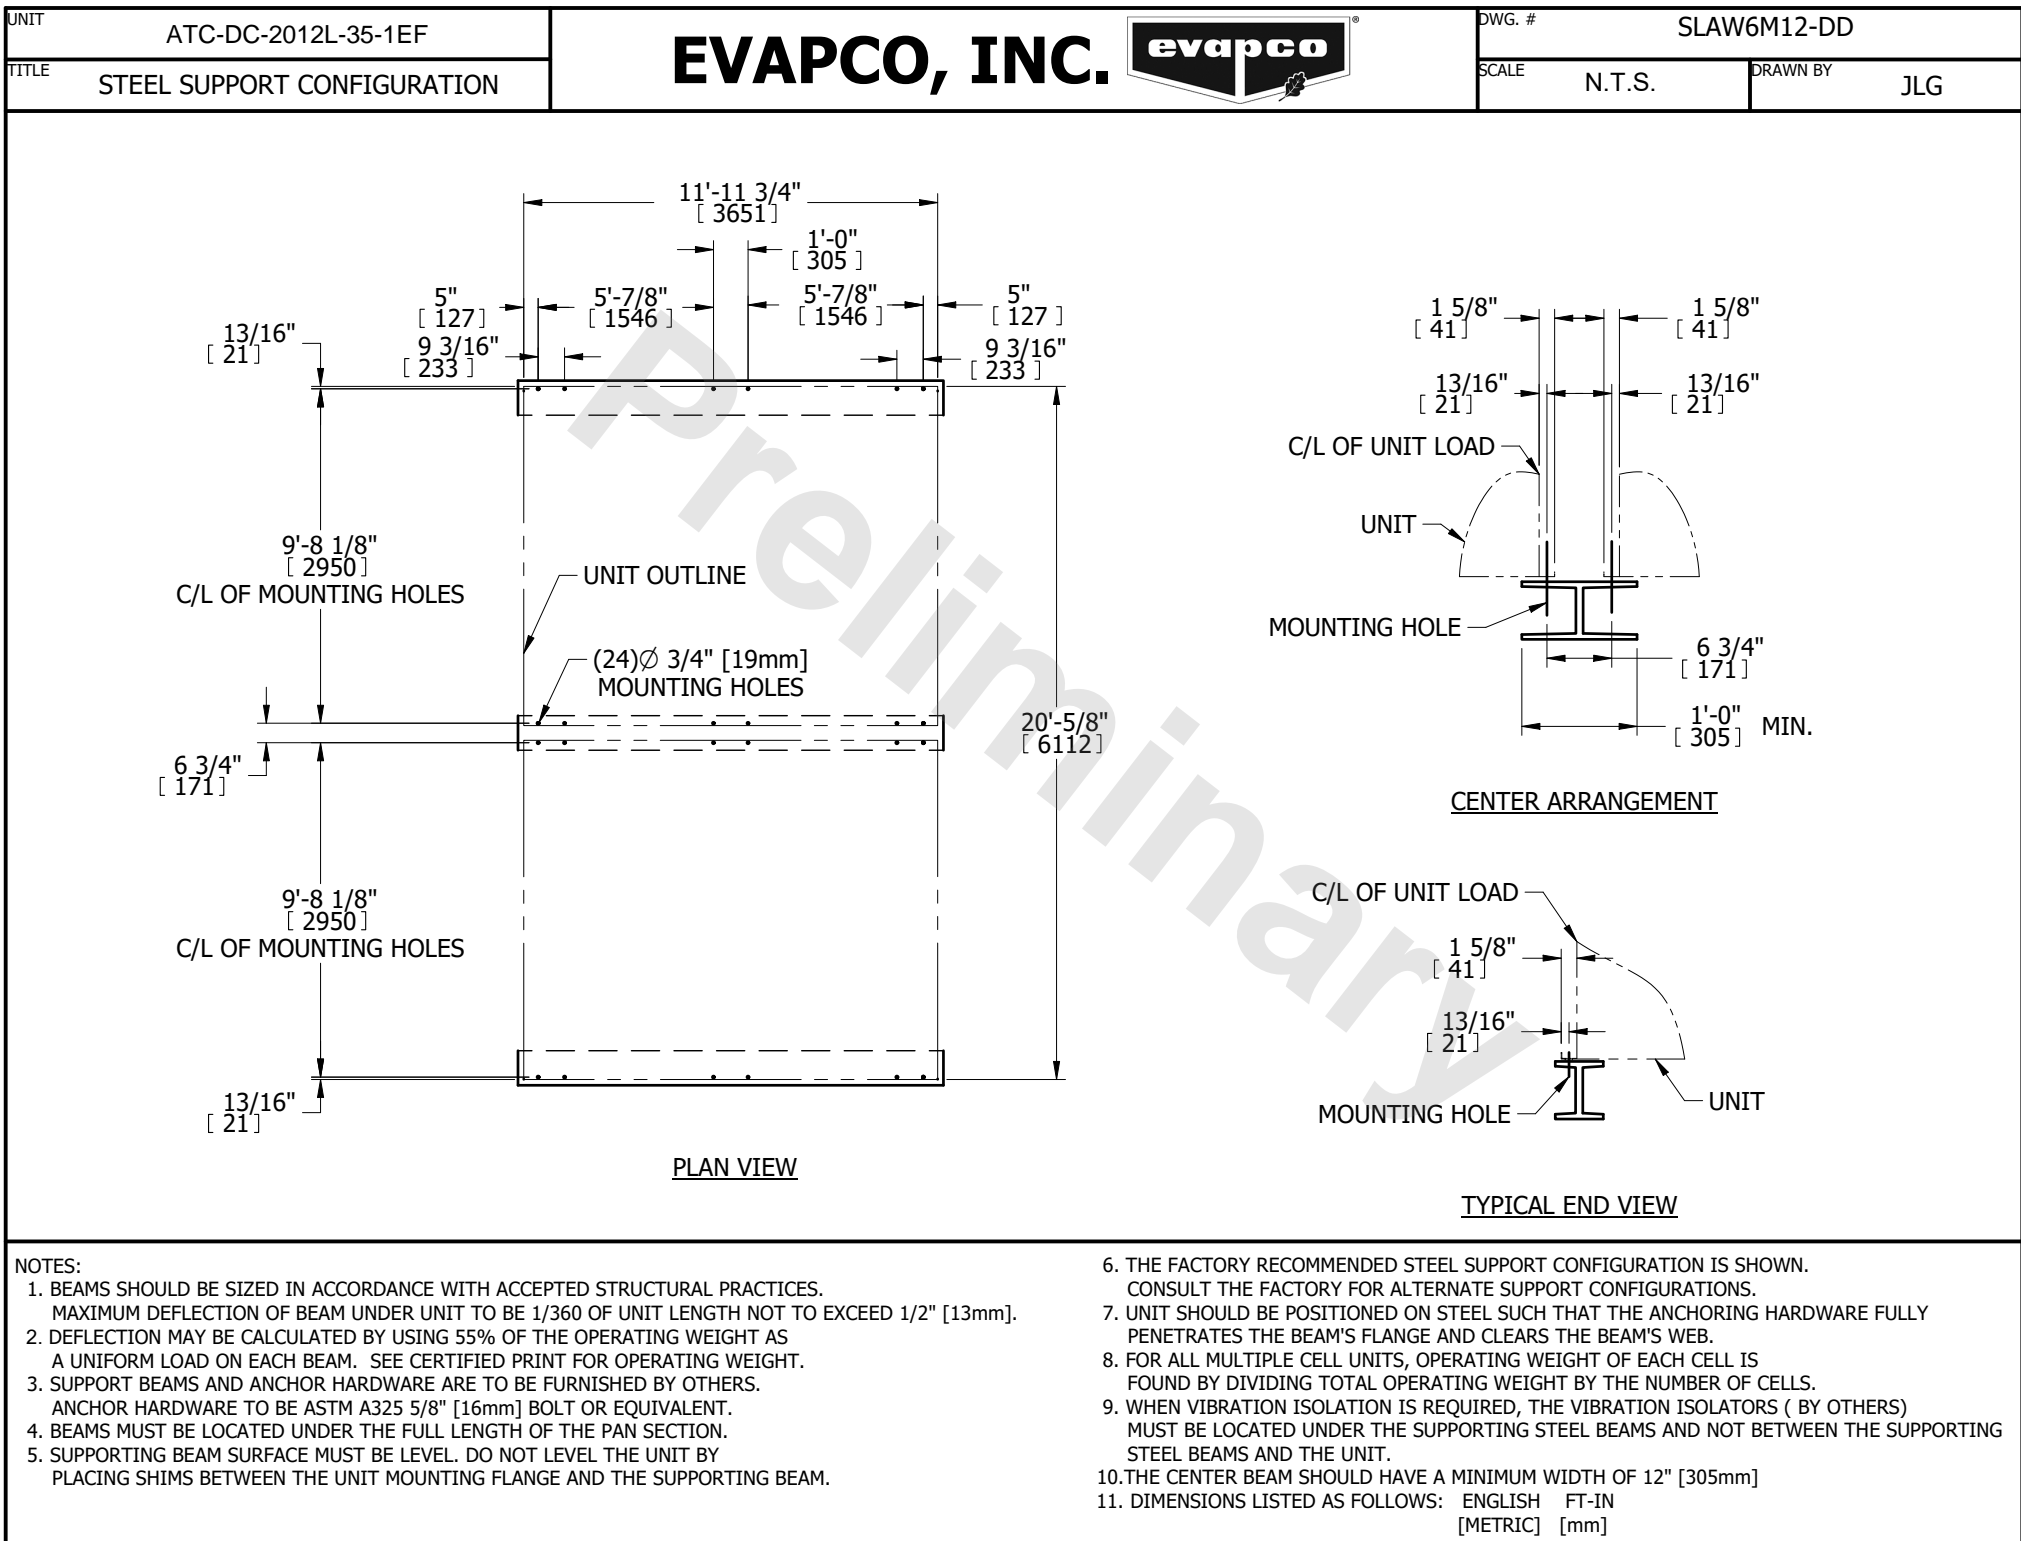 UNIT
ATC-DC-2012L-35-1EF
TITLE
STEEL SUPPORT CONFIGURATION
EVAPCO, INC.
evapco
®
DWG. #
SLAW6M12-DD
SCALE
N.T.S.
DRAWN BY
JLG
11'-11 3/4"
[ 3651 ]
1'-0"
[ 305 ]
5"
[ 127 ]
5'-7/8"
[ 1546 ]
5'-7/8"
[ 1546 ]
5"
[ 127 ]
13/16"
[ 21 ]
9 3/16"
[ 233 ]
9 3/16"
[ 233 ]
9'-8 1/8"
[ 2950 ]
C/L OF MOUNTING HOLES
UNIT OUTLINE
(24)∅ 3/4" [19mm]
MOUNTING HOLES
6 3/4"
[ 171 ]
20'-5/8"
[ 6112 ]
9'-8 1/8"
[ 2950 ]
C/L OF MOUNTING HOLES
13/16"
[ 21 ]
PLAN VIEW
1 5/8"
[ 41 ]
1 5/8"
[ 41 ]
13/16"
[ 21 ]
13/16"
[ 21 ]
C/L OF UNIT LOAD
UNIT
MOUNTING HOLE
6 3/4"
[ 171 ]
1'-0"
[ 305 ] MIN.
CENTER ARRANGEMENT
C/L OF UNIT LOAD
1 5/8"
[ 41 ]
13/16"
[ 21 ]
MOUNTING HOLE
UNIT
TYPICAL END VIEW
Preliminary
NOTES:
1. BEAMS SHOULD BE SIZED IN ACCORDANCE WITH ACCEPTED STRUCTURAL PRACTICES.
MAXIMUM DEFLECTION OF BEAM UNDER UNIT TO BE 1/360 OF UNIT LENGTH NOT TO EXCEED 1/2" [13mm].
2. DEFLECTION MAY BE CALCULATED BY USING 55% OF THE OPERATING WEIGHT AS
A UNIFORM LOAD ON EACH BEAM. SEE CERTIFIED PRINT FOR OPERATING WEIGHT.
3. SUPPORT BEAMS AND ANCHOR HARDWARE ARE TO BE FURNISHED BY OTHERS.
ANCHOR HARDWARE TO BE ASTM A325 5/8" [16mm] BOLT OR EQUIVALENT.
4. BEAMS MUST BE LOCATED UNDER THE FULL LENGTH OF THE PAN SECTION.
5. SUPPORTING BEAM SURFACE MUST BE LEVEL. DO NOT LEVEL THE UNIT BY
PLACING SHIMS BETWEEN THE UNIT MOUNTING FLANGE AND THE SUPPORTING BEAM.
6. THE FACTORY RECOMMENDED STEEL SUPPORT CONFIGURATION IS SHOWN.
CONSULT THE FACTORY FOR ALTERNATE SUPPORT CONFIGURATIONS.
7. UNIT SHOULD BE POSITIONED ON STEEL SUCH THAT THE ANCHORING HARDWARE FULLY
PENETRATES THE BEAM'S FLANGE AND CLEARS THE BEAM'S WEB.
8. FOR ALL MULTIPLE CELL UNITS, OPERATING WEIGHT OF EACH CELL IS
FOUND BY DIVIDING TOTAL OPERATING WEIGHT BY THE NUMBER OF CELLS.
9. WHEN VIBRATION ISOLATION IS REQUIRED, THE VIBRATION ISOLATORS ( BY OTHERS)
MUST BE LOCATED UNDER THE SUPPORTING STEEL BEAMS AND NOT BETWEEN THE SUPPORTING
STEEL BEAMS AND THE UNIT.
10.THE CENTER BEAM SHOULD HAVE A MINIMUM WIDTH OF 12" [305mm]
11. DIMENSIONS LISTED AS FOLLOWS: ENGLISH FT-IN
[METRIC] [mm]